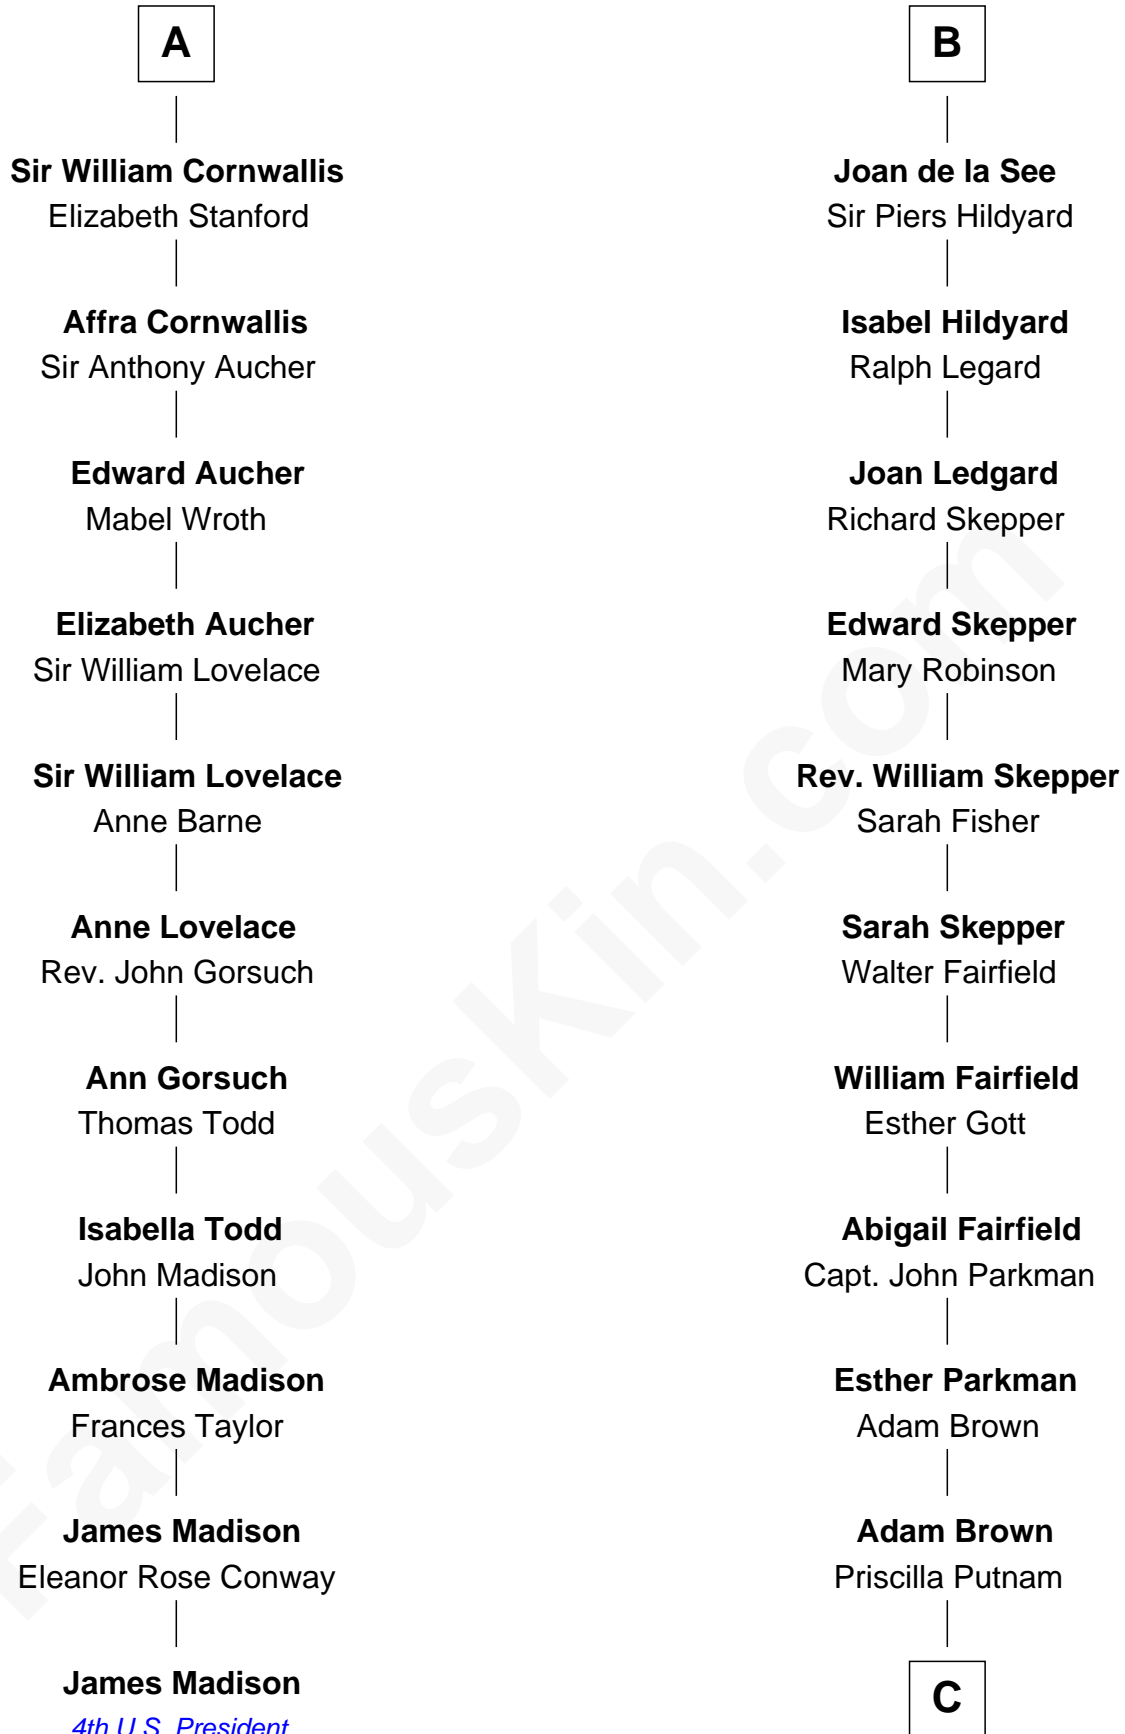 A
Sir William Cornwallis
Elizabeth Stanford
Affra Cornwallis
Sir Anthony Aucher
Edward Aucher
Mabel Wroth
Elizabeth Aucher
Sir William Lovelace
Sir William Lovelace
Anne Barne
Anne Lovelace
Rev. John Gorsuch
Ann Gorsuch
Thomas Todd
Isabella Todd
John Madison
Ambrose Madison
Frances Taylor
James Madison
Eleanor Rose Conway
James Madison
4th U.S. President
B
Joan de la See
Sir Piers Hildyard
Isabel Hildyard
Ralph Legard
Joan Ledgard
Richard Skepper
Edward Skepper
Mary Robinson
Rev. William Skepper
Sarah Fisher
Sarah Skepper
Walter Fairfield
William Fairfield
Esther Gott
Abigail Fairfield
Capt. John Parkman
Esther Parkman
Adam Brown
Adam Brown
Priscilla Putnam
C
FamousKin.com